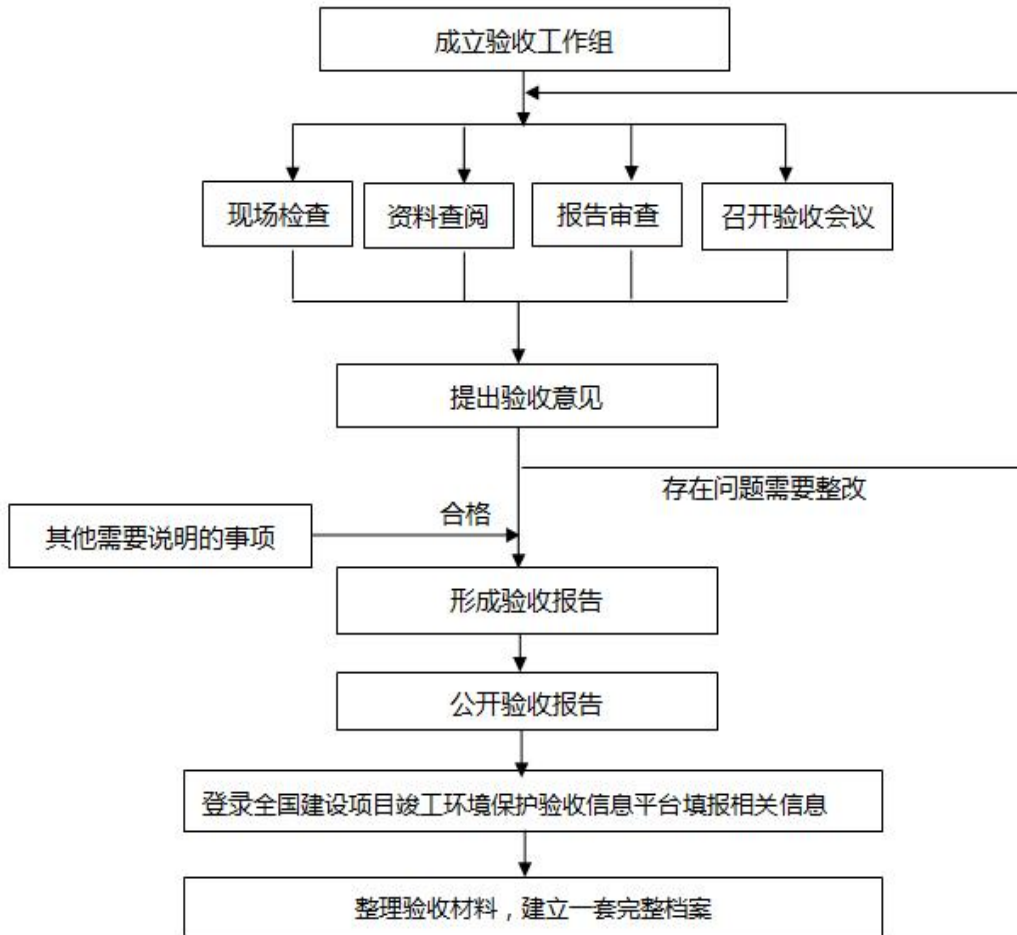 成立验收工作组
现场检查
资料查阅
报告审查
召开验收会议
提出验收意见
存在问题需要整改
合格
其他需要说明的事项
形成验收报告
公开验收报告
登录全国建设项目竣工环境保护验收信息平台填报相关信息
整理验收材料，建立一套完整档案